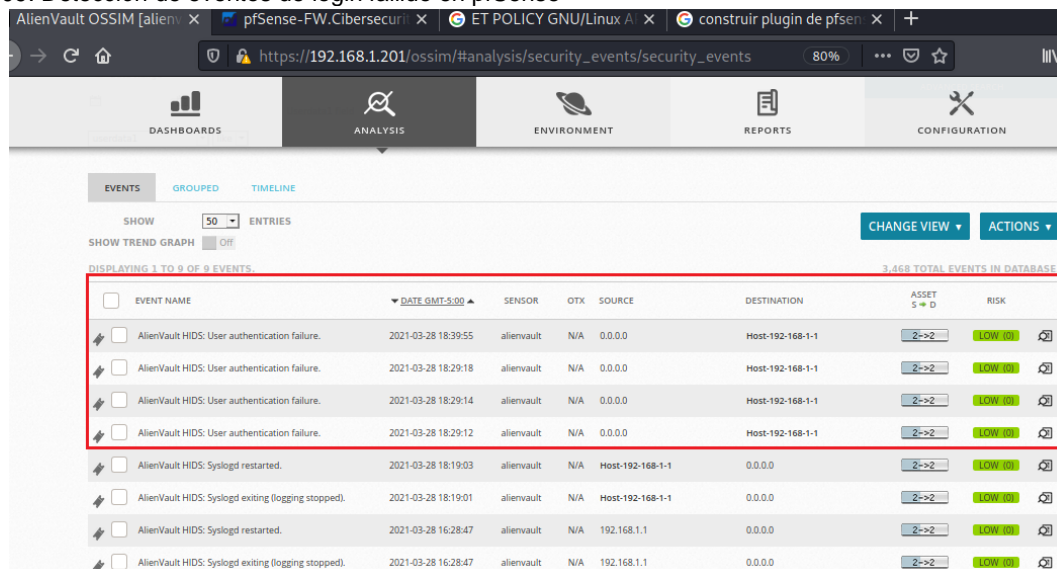 Detección de eventos de login fallido en pfSense
AlienVault OSSIM [alienv
pfSense-FW.Cibersecuri
ET POLICY GNU/Linux A
construir plugin de pfsen
https://192.168.1.201/ossim/#analysis/security_events/security_events
80%
DASHBOARDS
ANALYSIS
ENVIRONMENT
REPORTS
CONFIGURATION
EVENTS GROUPED TIMELINE
SHOW 50 ENTRIES
CHANGE VIEW ACTIONS
SHOW TREND GRAPH Off
DISPLAYING 1 TO 9 OF 9 EVENTS. 3,468 TOTAL EVENTS IN DATABASE
EVENT NAME DATE GMT-5:00 SENSOR OTX SOURCE DESTINATION ASSET S → D RISK
AlienVault HIDS: User authentication failure. 2021-03-28 18:39:55 alienvault N/A 0.0.0.0 Host-192-168-1-1 2->2 LOW (0)
AlienVault HIDS: User authentication failure. 2021-03-28 18:29:18 alienvault N/A 0.0.0.0 Host-192-168-1-1 2->2 LOW (0)
AlienVault HIDS: User authentication failure. 2021-03-28 18:29:14 alienvault N/A 0.0.0.0 Host-192-168-1-1 2->2 LOW (0)
AlienVault HIDS: User authentication failure. 2021-03-28 18:29:12 alienvault N/A 0.0.0.0 Host-192-168-1-1 2->2 LOW (0)
AlienVault HIDS: Syslogd restarted. 2021-03-28 18:19:03 alienvault N/A Host-192-168-1-1 0.0.0.0 2->2 LOW (0)
AlienVault HIDS: Syslogd exiting (logging stopped). 2021-03-28 18:19:01 alienvault N/A Host-192-168-1-1 0.0.0.0 2->2 LOW (0)
AlienVault HIDS: Syslogd restarted. 2021-03-28 16:28:47 alienvault N/A 192.168.1.1 0.0.0.0 2->2 LOW (0)
AlienVault HIDS: Syslogd exiting (logging stopped). 2021-03-28 16:28:47 alienvault N/A 192.168.1.1 0.0.0.0 2->2 LOW (0)